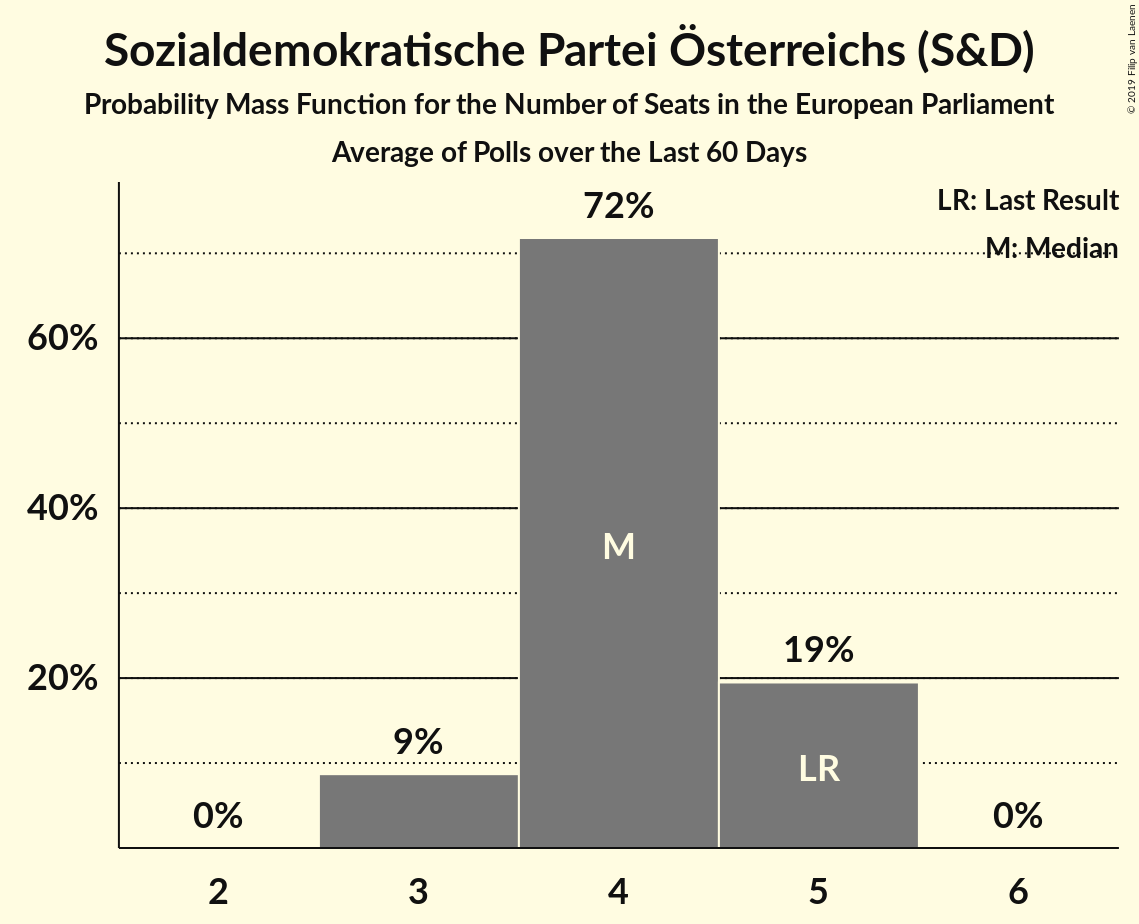 Sozialdemokratische Partei Österreichs (S&D)
Probability Mass Function for the Number of Seats in the European Parliament
Average of Polls over the Last 60 Days
© 2019 Filip van Laenen
LR: Last Result
M: Median
72%
60%
40%
M
19%
20%
9%
LR
0%
0%
2
3
4
5
6